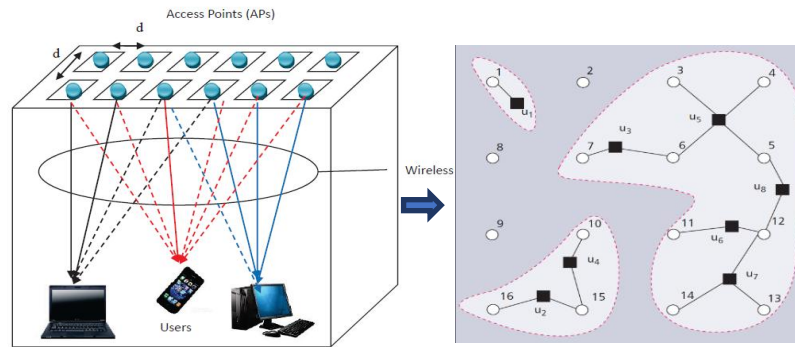 Access Points (APs)
d
d
Wireless
Users
1
2
3
4
u1
u5
u3
8
7
6
5
u8
9
10
11
12
u6
u4
u7
16
u2
15
14
13